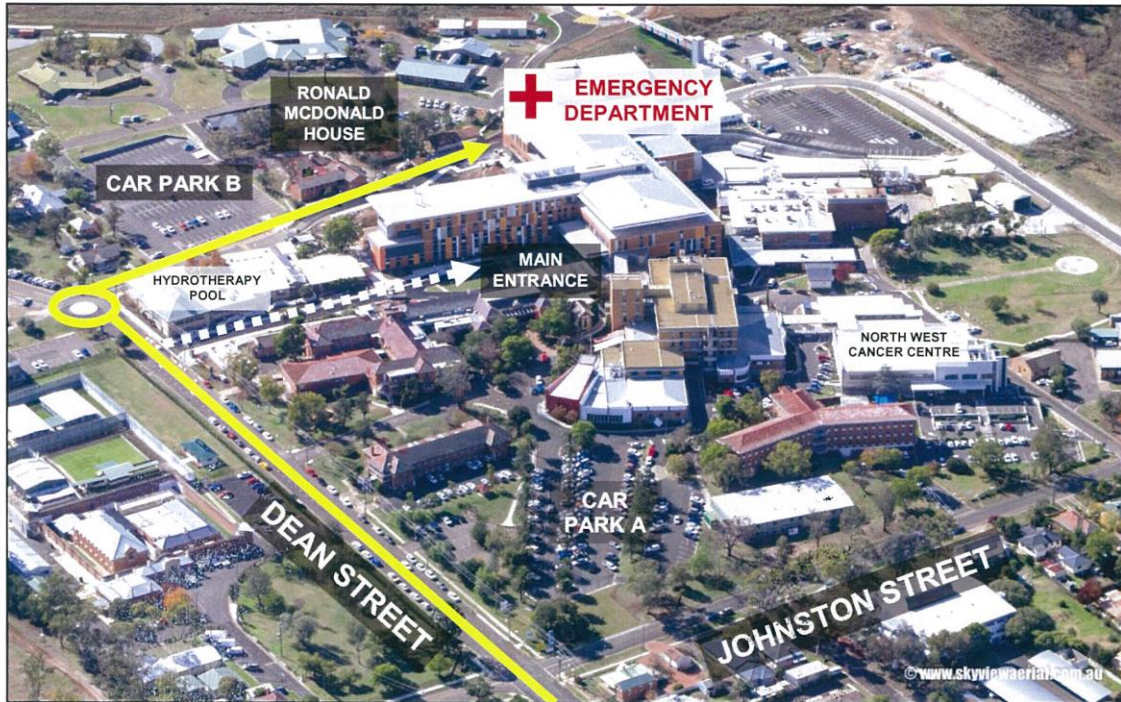 RONALD
MCDONALD
HOUSE
EMERGENCY
DEPARTMENT
CAR PARK B
HYDROTHERAPY
POOL
MAIN
ENTRANCE
NORTH WEST
CANCER CENTRE
CAR
PARK A
DEAN STREET
JOHNSTON STREET
© www.skyviewaerial.com.au